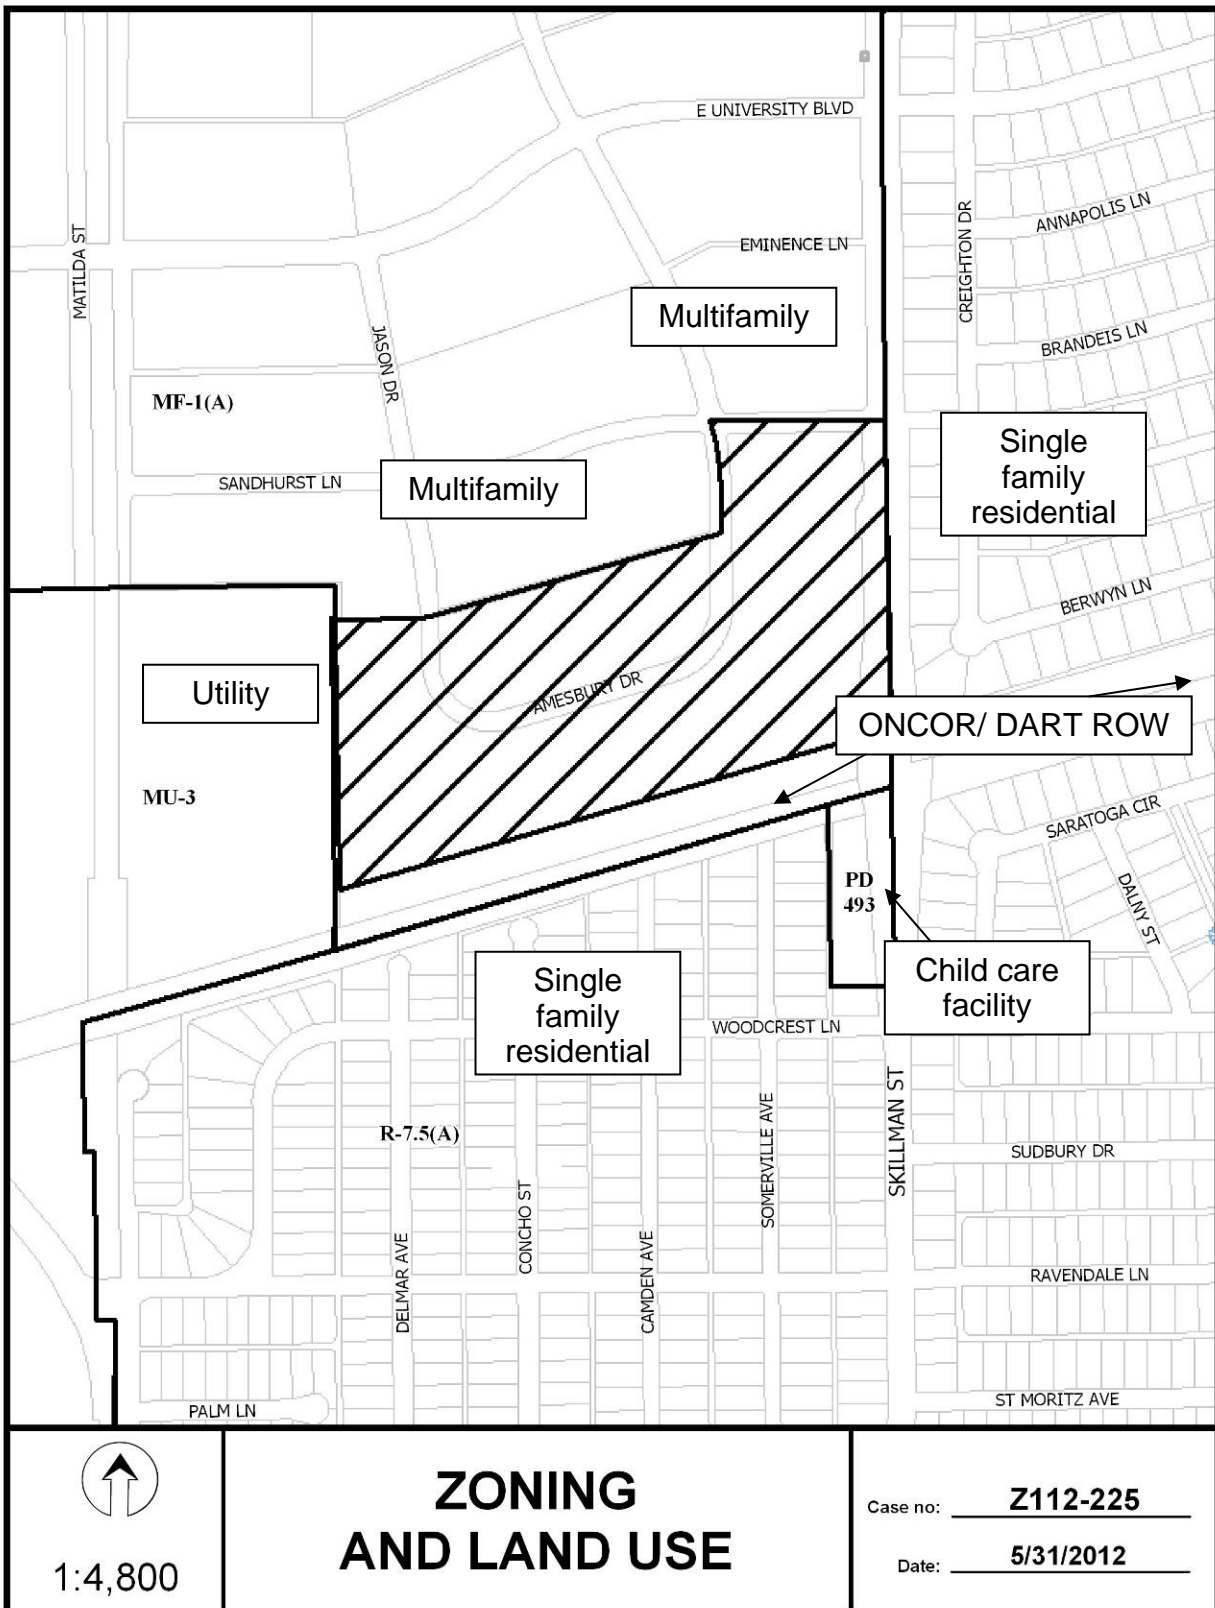 E UNIVERSITY BLVD
ANNAPOLIS LN
EMINENCE LN
MATILDA ST
CREIGHTON DR
Multifamily
JASON DR
BRANDEIS LN
MF-1(A)
Single
family
residential
SANDHURST LN
Multifamily
BERWYN LN
Utility
AMESBURY DR
ONCOR/ DART ROW
MU-3
SARATOGA CIR
PD
493
DALNY ST
Child care
facility
Single
family
residential
WOODCREST LN
SKILLMAN ST
R-7.5(A)
SOMERVILLE AVE
SUDBURY DR
CONCHO ST
DELMAR AVE
CAMDEN AVE
RAVENDALE LN
PALM LN
ST MORITZ AVE
1:4,800
ZONING
AND LAND USE
Case no: Z112-225
Date: 5/31/2012